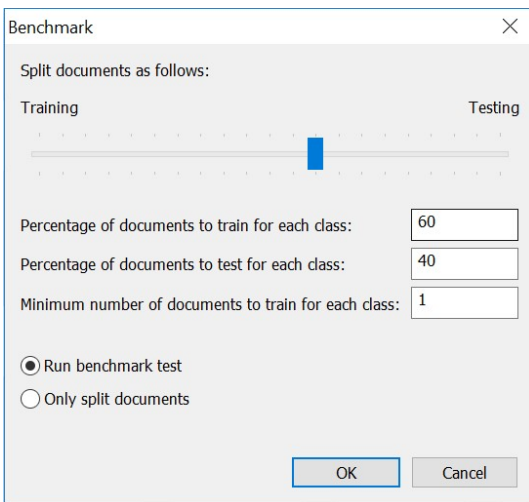 Benchmark
Split documents as follows:
Training Testing
Percentage of documents to train for each class: 60
Percentage of documents to test for each class: 40
Minimum number of documents to train for each class: 1
Run benchmark test
Only split documents
OK Cancel